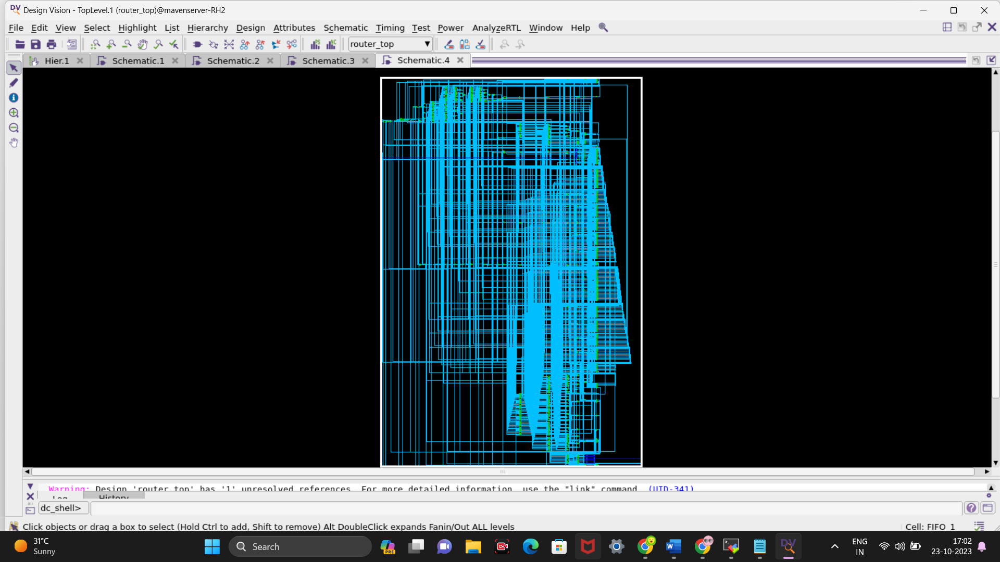 Design Vision - TopLevel.1 (router_top)@mavenserver-RH2
File Edit View Select Highlight List Hierarchy Design Attributes Schematic Timing Test Power AnalyzeRTL Window Help
router_top
Hier.1 Schematic.1 Schematic.2 Schematic.3 Schematic.4
Warning: Design 'router_top' has '1' unresolved references. For more detailed information, use the "link" command. (UID-341)
Log History
dc_shell>
Click objects or drag a box to select (Hold Ctrl to add, Shift to remove) Alt DoubleClick expands Fanin/Out ALL levels
Cell: FIFO_1
31°C
Sunny
Search
PRE
ENG
IN
17:02
23-10-2023